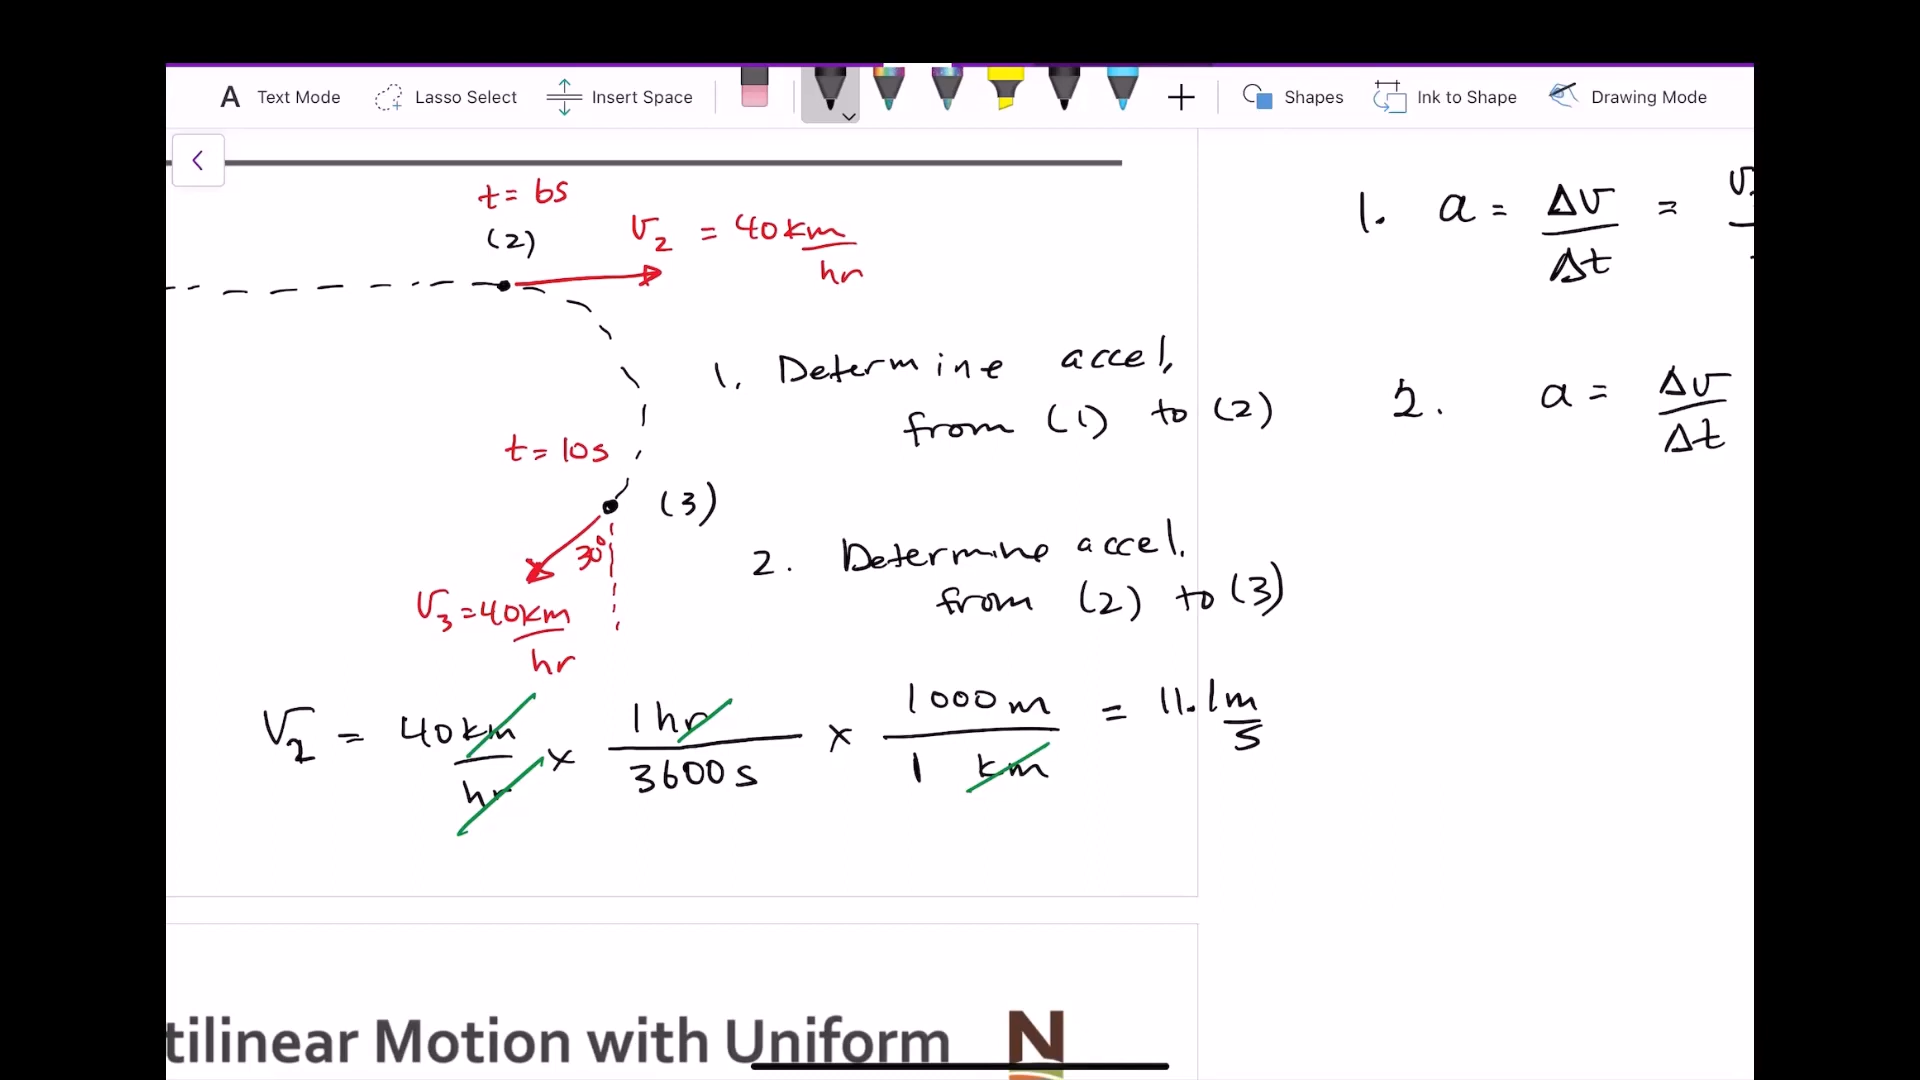 A Text Mode Lasso Select Insert Space Shapes Ink to Shape Drawing Mode
t = 6s
(2)
v₂ = 40 km/hr
t = 10s
(3)
30°
v₃ = 40 km/hr
1. Determine accel.
from (1) to (2)
2. Determine accel.
from (2) to (3)
v₂ = 40 km/hr x 1 hr/3600 s x 1000 m/1 km = 11.1 m/s
1. a = Δv/Δt =
2. a = Δv/Δt
tilinear Motion with Uniform
N